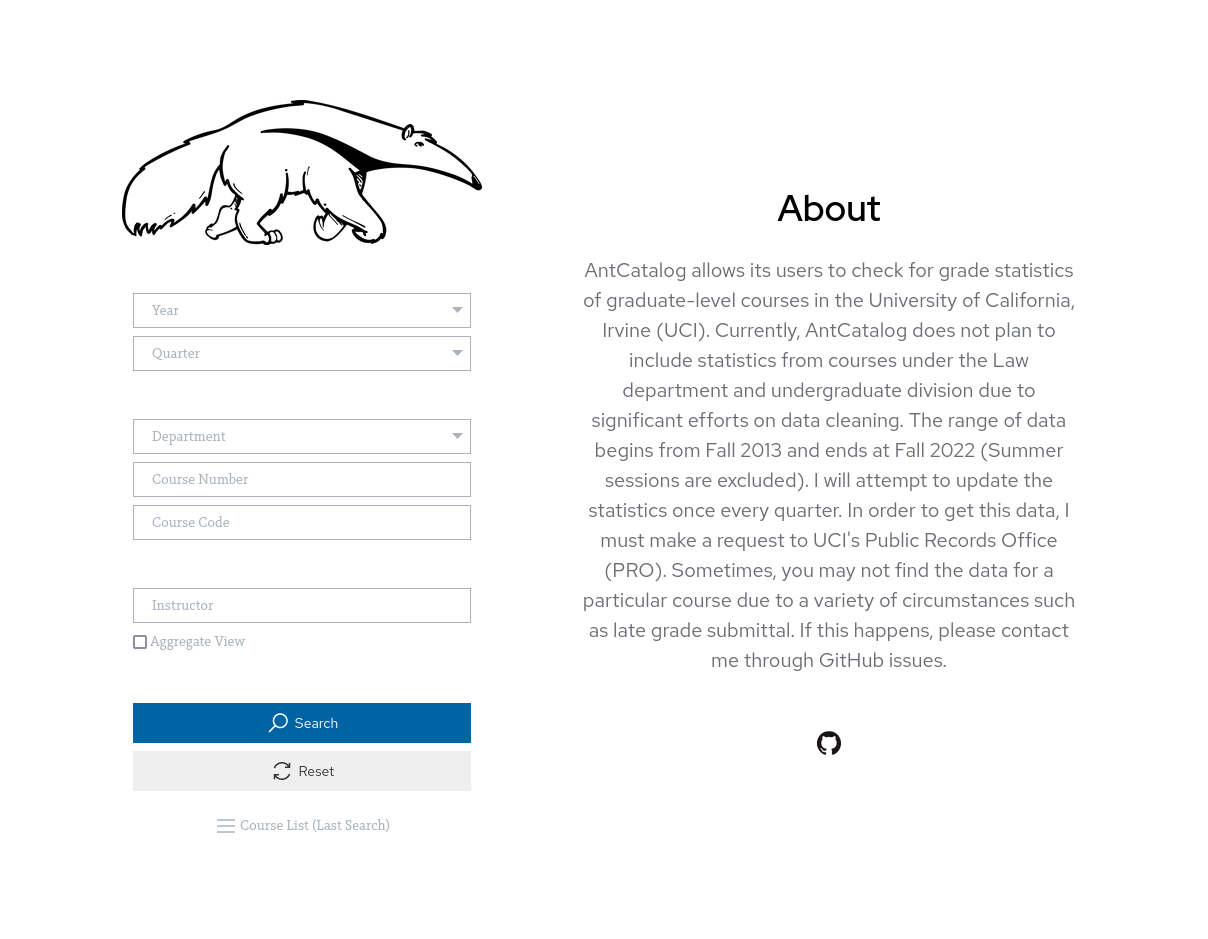 Year
Quarter
Department
Course Number
Course Code
Instructor
Aggregate View
Search
Reset
Course List (Last Search)
About
AntCatalog allows its users to check for grade statistics
of graduate-level courses in the University of California,
Irvine (UCI). Currently, AntCatalog does not plan to
include statistics from courses under the Law
department and undergraduate division due to
significant efforts on data cleaning. The range of data
begins from Fall 2013 and ends at Fall 2022 (Summer
sessions are excluded). I will attempt to update the
statistics once every quarter. In order to get this data, I
must make a request to UCI's Public Records Office
(PRO). Sometimes, you may not find the data for a
particular course due to a variety of circumstances such
as late grade submittal. If this happens, please contact
me through GitHub issues.